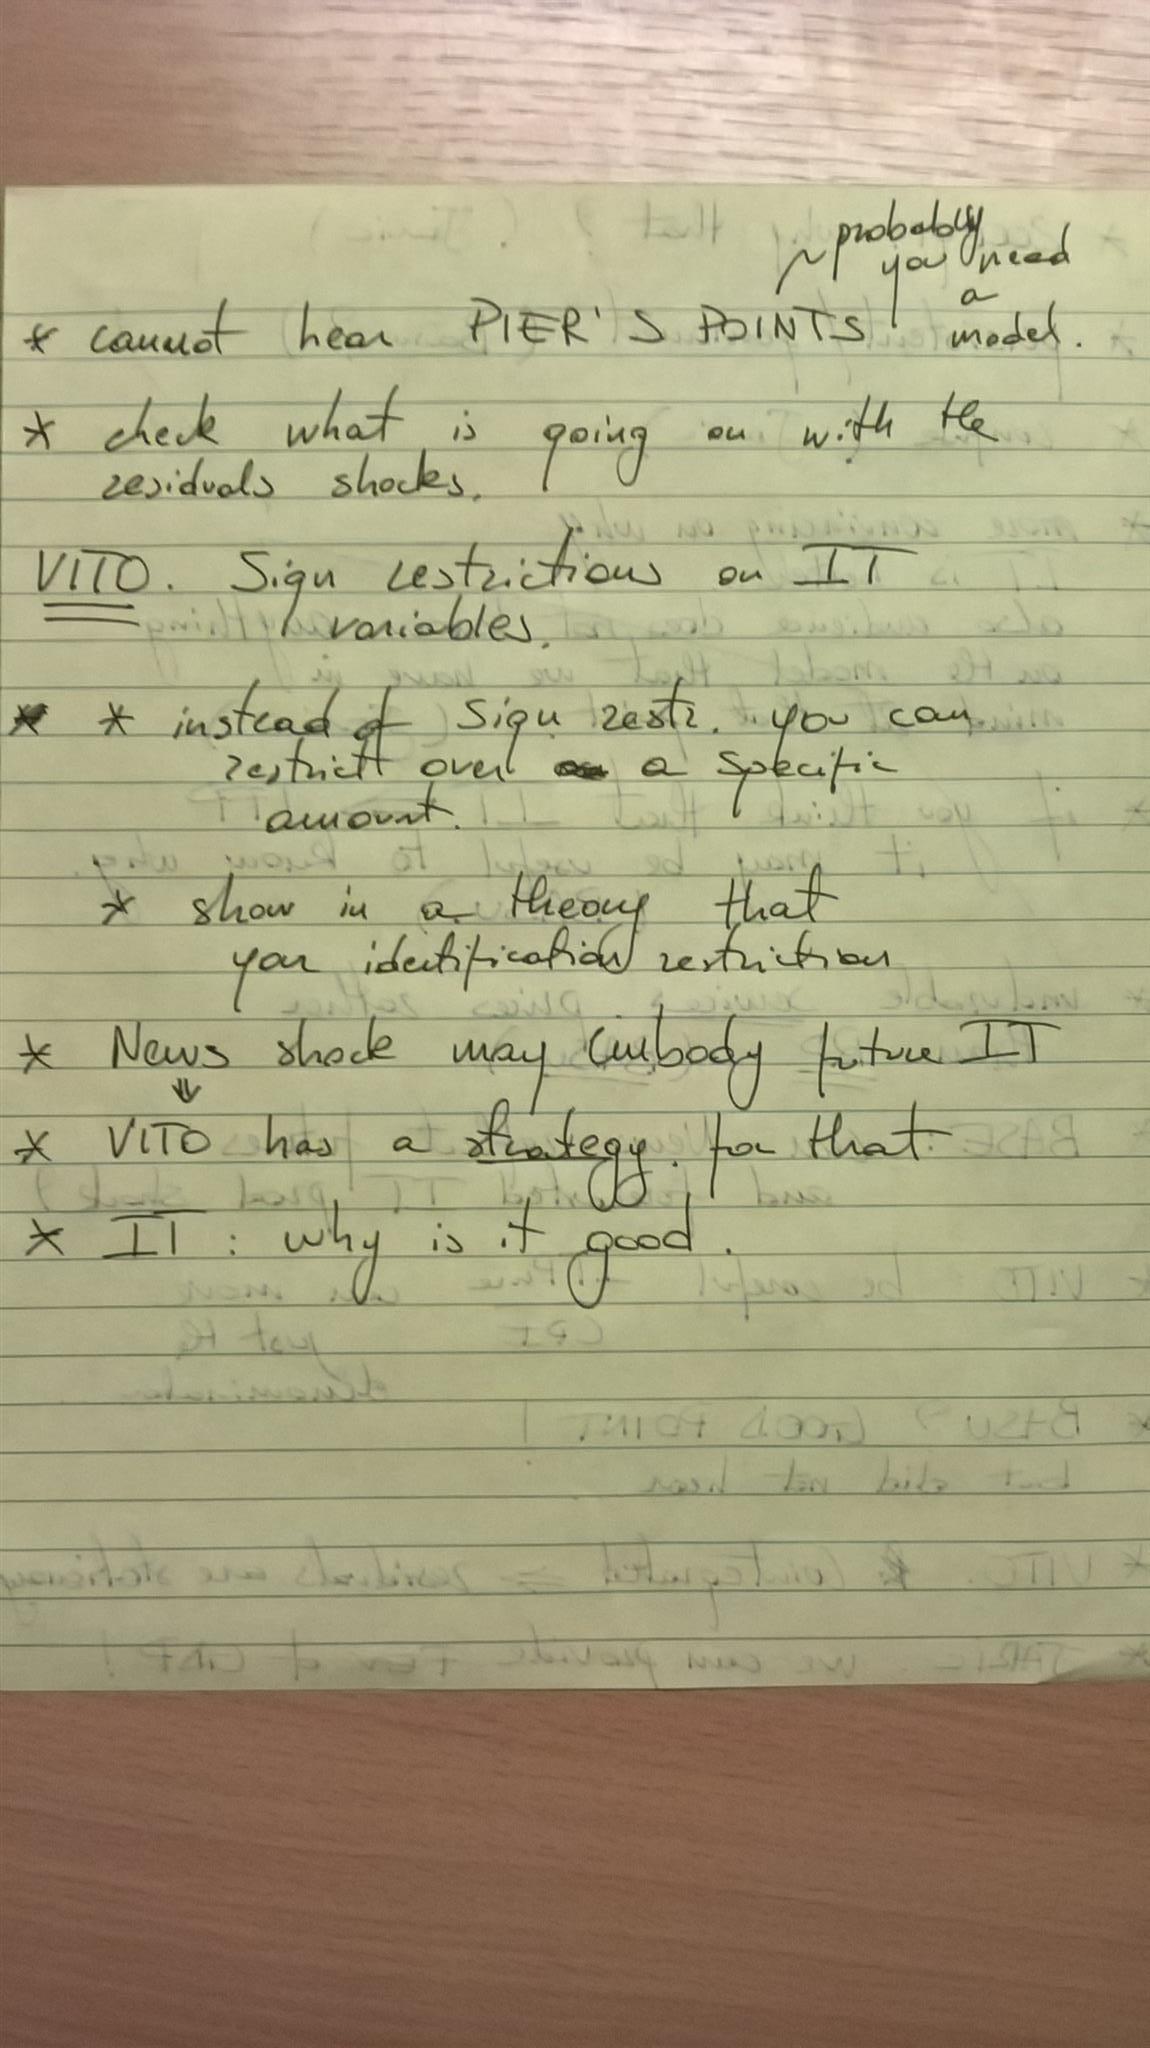 ~ probably
you need
a
* cannot hear PIER'S POINTS model.
* check what is going on with the
residuals shocks.
VITO. Sign restrictions on IT
variables.
* * instead of Sign restr. you can
restrict over a specific
amount.
* show in a theory that
your identification restriction
* News shock may embody future IT
⇓
* VITO has a strategy. for that.
* IT: why is it good.